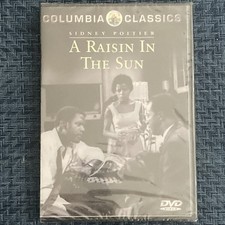 COLUMBIA CLASSICS
SIDNEY POITIER
A RAISIN IN
THE SUN
DVD